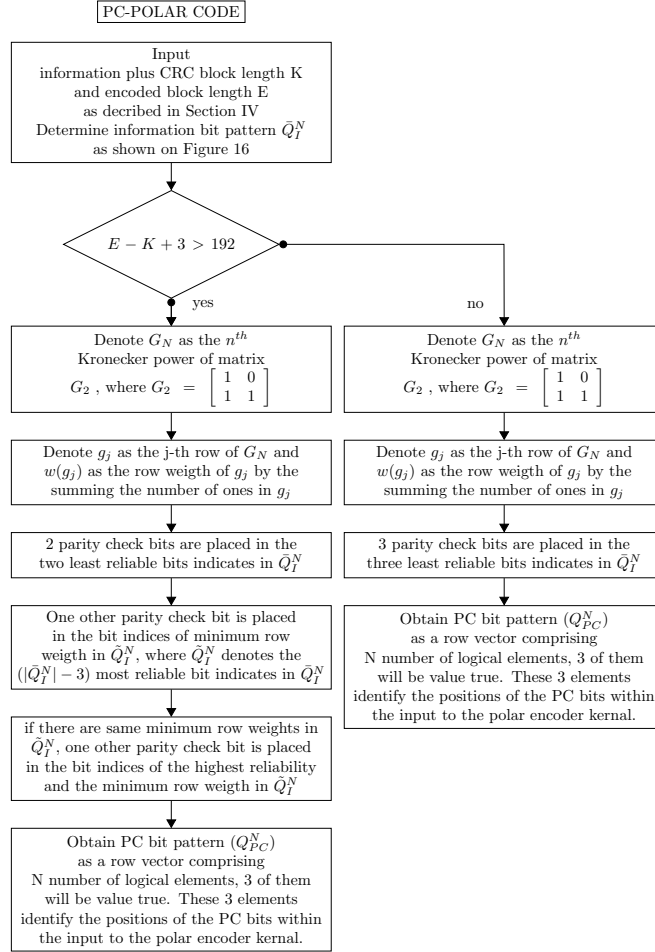 PC-POLAR CODE
Input
information plus CRC block length K
and encoded block length E
as decribed in Section IV
Determine information bit pattern Q̄_I^N
as shown on Figure 16
E − K + 3 > 192
yes
no
Denote G_N as the n^{th}
Kronecker power of matrix
G_2 , where G_2 = [ 1 0
1 1 ]
Denote g_j as the j-th row of G_N and
w(g_j) as the row weigth of g_j by the
summing the number of ones in g_j
2 parity check bits are placed in the
two least reliable bits indicates in Q̄_I^N
One other parity check bit is placed
in the bit indices of minimum row
weigth in Q̃_I^N, where Q̃_I^N denotes the
(|Q̄_I^N| − 3) most reliable bit indicates in Q̄_I^N
if there are same minimum row weights in
Q̃_I^N, one other parity check bit is placed
in the bit indices of the highest reliability
and the minimum row weigth in Q̃_I^N
Obtain PC bit pattern (Q_{PC}^N)
as a row vector comprising
N number of logical elements, 3 of them
will be value true. These 3 elements
identify the positions of the PC bits within
the input to the polar encoder kernal.
Denote G_N as the n^{th}
Kronecker power of matrix
G_2 , where G_2 = [ 1 0
1 1 ]
Denote g_j as the j-th row of G_N and
w(g_j) as the row weigth of g_j by the
summing the number of ones in g_j
3 parity check bits are placed in the
three least reliable bits indicates in Q̄_I^N
Obtain PC bit pattern (Q_{PC}^N)
as a row vector comprising
N number of logical elements, 3 of them
will be value true. These 3 elements
identify the positions of the PC bits within
the input to the polar encoder kernal.